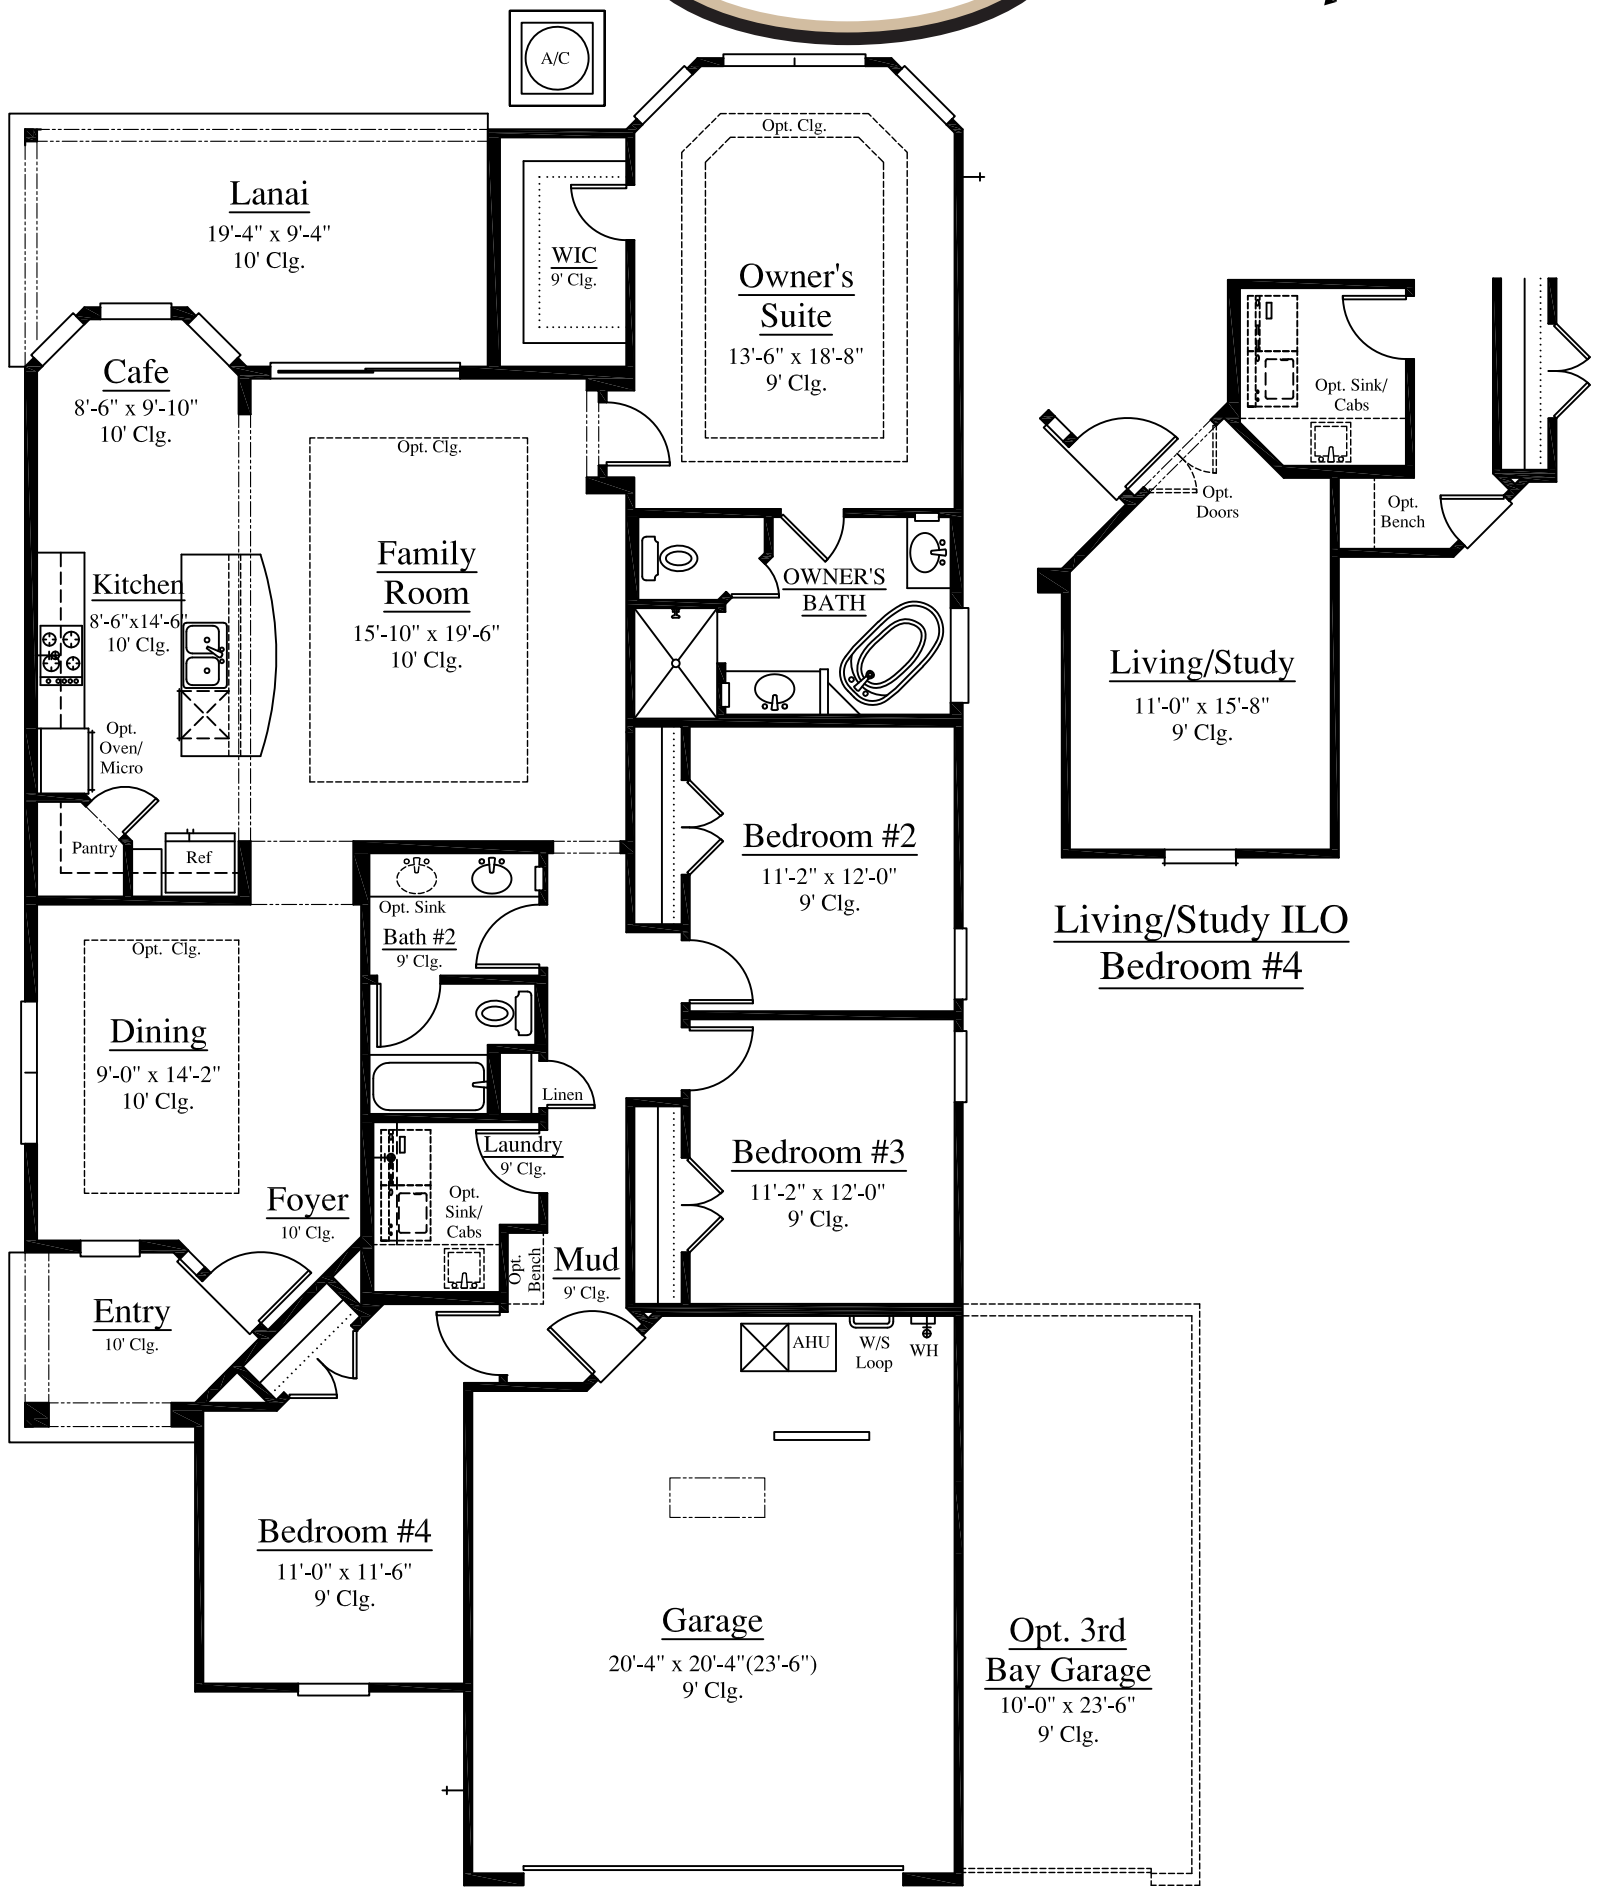 A/C
Opt. Clg.
Lanai
19'-4" x 9'-4"
10' Clg.
WIC
9' Clg.
Owner's
Suite
13'-6" x 18'-8"
9' Clg.
Cafe
8'-6" x 9'-10"
10' Clg.
Opt. Clg.
Family
Room
15'-10" x 19'-6"
10' Clg.
Kitchen
8'-6"x14'-6"
10' Clg.
Opt.
Oven/
Micro
Pantry
Ref
OWNER'S
BATH
Opt. Sink/
Cabs
Opt.
Doors
Opt.
Bench
Living/Study
11'-0" x 15'-8"
9' Clg.
Living/Study ILO
Bedroom #4
Bedroom #2
11'-2" x 12'-0"
9' Clg.
Opt. Sink
Bath #2
9' Clg.
Opt. Clg.
Dining
9'-0" x 14'-2"
10' Clg.
Linen
Laundry
9' Clg.
Opt.
Sink/
Cabs
Bedroom #3
11'-2" x 12'-0"
9' Clg.
Foyer
10' Clg.
Opt.
Bench
Mud
9' Clg.
Entry
10' Clg.
AHU
W/S
Loop
WH
Bedroom #4
11'-0" x 11'-6"
9' Clg.
Garage
20'-4" x 20'-4"(23'-6")
9' Clg.
Opt. 3rd
Bay Garage
10'-0" x 23'-6"
9' Clg.